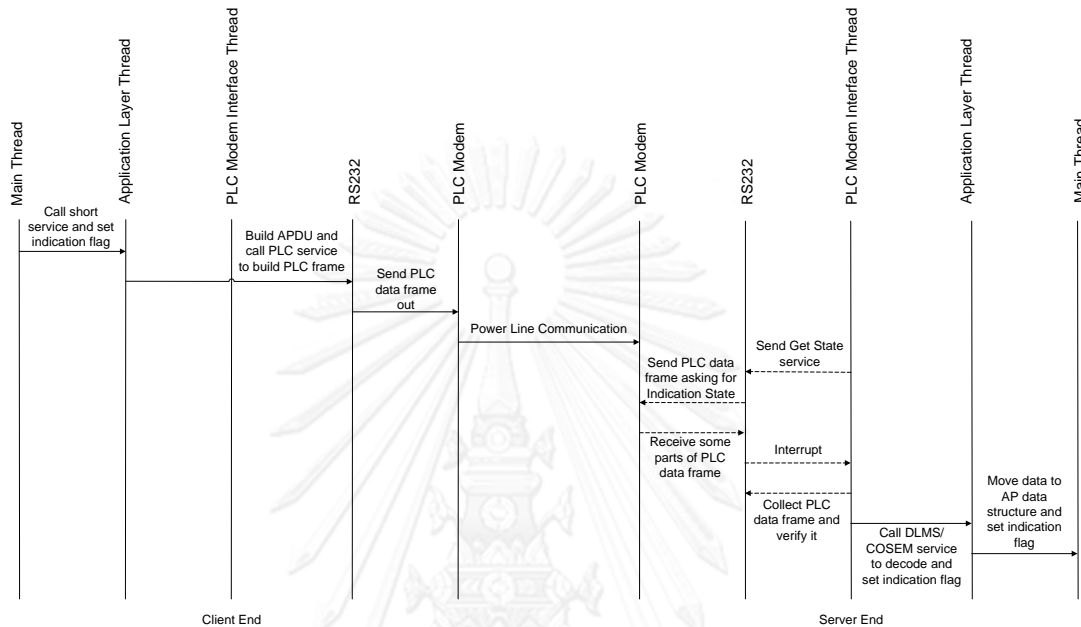 Main Thread
Application Layer Thread
PLC Modem Interface Thread
RS232
PLC Modem
PLC Modem
RS232
PLC Modem Interface Thread
Application Layer Thread
Main Thread
Call short
service and set
indication flag
Build APDU and
call PLC service
to build PLC frame
Send PLC
data frame
out
Power Line Communication
Send Get State
service
Send PLC data
frame asking for
Indication State
Receive some
parts of PLC
data frame
Interrupt
Collect PLC
data frame and
verify it
Call DLMS/
COSEM service
to decode and
set indication flag
Move data to
AP data
structure and
set indication
flag
Client End
Server End